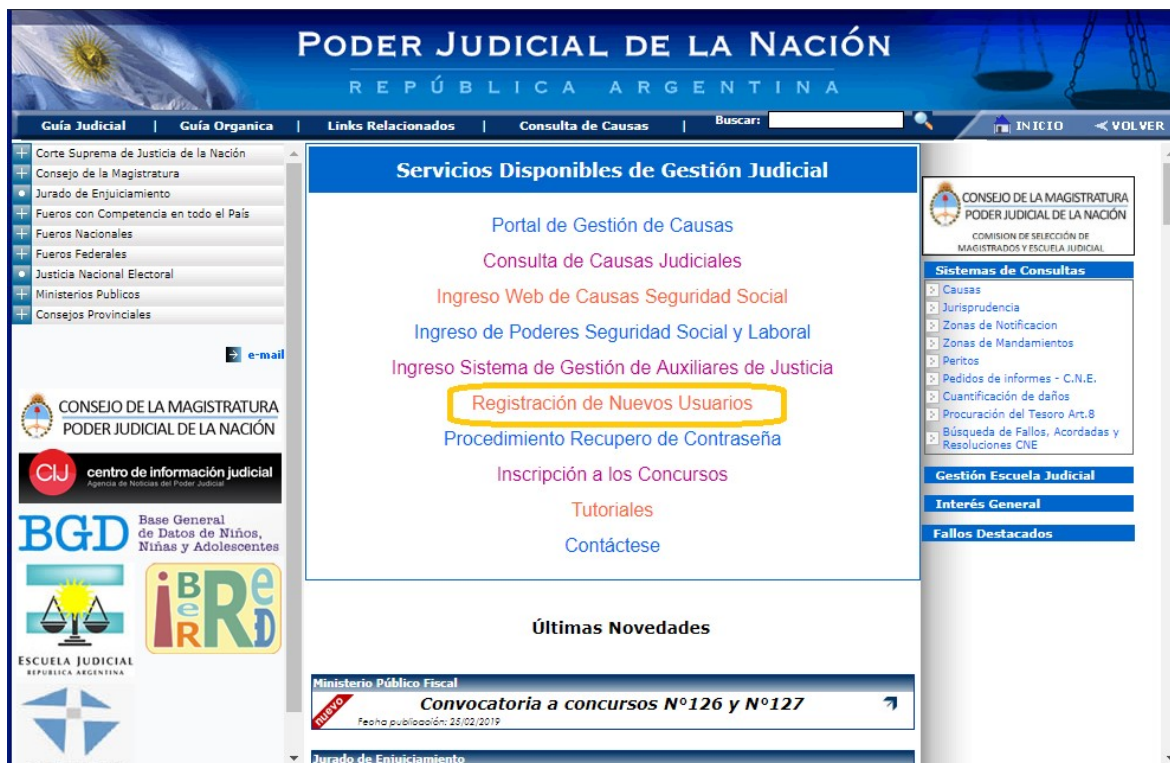 PODER JUDICIAL DE LA NACIÓN
REPÚBLICA ARGENTINA
Guía Judicial | Guía Organica | Links Relacionados | Consulta de Causas | Buscar: INICIO VOLVER
Corte Suprema de Justicia de la Nación
Consejo de la Magistratura
Jurado de Enjuiciamiento
Fueros con Competencia en todo el País
Fueros Nacionales
Fueros Federales
Justicia Nacional Electoral
Ministerios Publicos
Consejos Provinciales
e-mail
CONSEJO DE LA MAGISTRATURA
PODER JUDICIAL DE LA NACIÓN
CIJ
centro de información judicial
Agencia de Noticias del Poder Judicial
BGD
Base General
de Datos de Niños,
Niñas y Adolescentes
ESCUELA JUDICIAL
REPUBLICA ARGENTINA
iBeRRED
Servicios Disponibles de Gestión Judicial
Portal de Gestión de Causas
Consulta de Causas Judiciales
Ingreso Web de Causas Seguridad Social
Ingreso de Poderes Seguridad Social y Laboral
Ingreso Sistema de Gestión de Auxiliares de Justicia
Registración de Nuevos Usuarios
Procedimiento Recupero de Contraseña
Inscripción a los Concursos
Tutoriales
Contáctese
Últimas Novedades
Ministerio Público Fiscal
nuevo
Convocatoria a concursos Nº126 y Nº127
Fecha publicación: 25/02/2019
Jurado de Enjuiciamiento
CONSEJO DE LA MAGISTRATURA
PODER JUDICIAL DE LA NACIÓN
COMISION DE SELECCIÓN DE
MAGISTRADOS Y ESCUELA JUDICIAL
Sistemas de Consultas
Causas
Jurisprudencia
Zonas de Notificacion
Zonas de Mandamientos
Peritos
Pedidos de informes - C.N.E.
Cuantificación de daños
Procuración del Tesoro Art.8
Búsqueda de Fallos, Acordadas y
Resoluciones CNE
Gestión Escuela Judicial
Interés General
Fallos Destacados